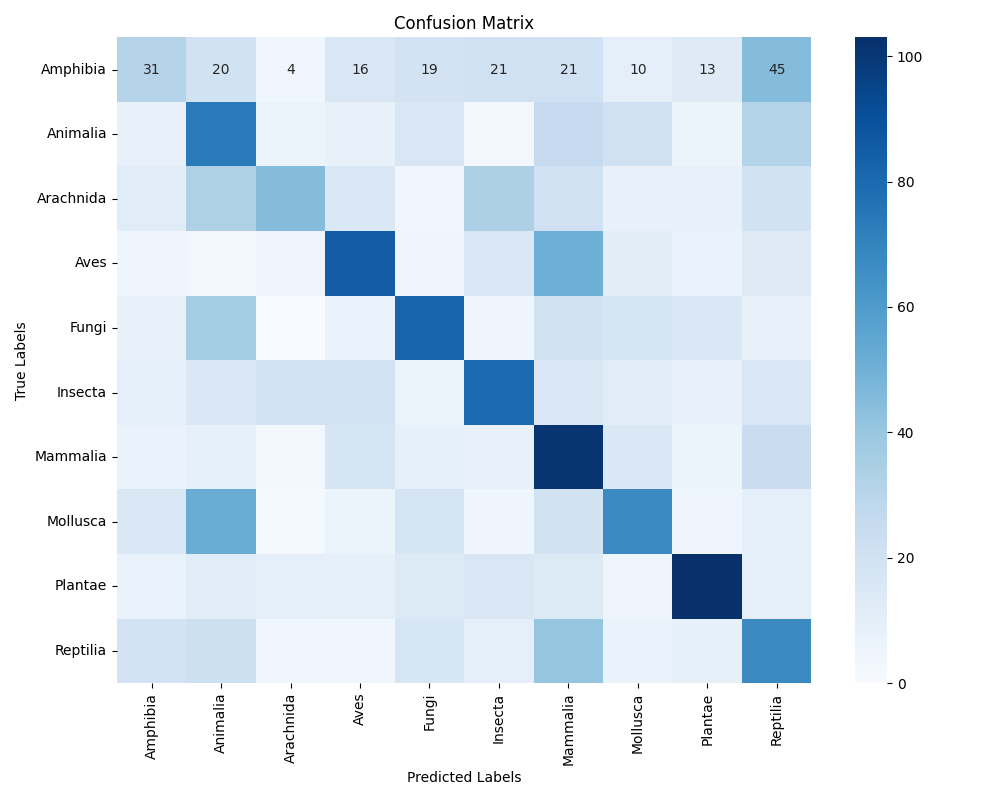 Confusion Matrix
True Labels
Amphibia 31 20 4 16 19 21 21 10 13 45
Animalia
Arachnida
Aves
Fungi
Insecta
Mammalia
Mollusca
Plantae
Reptilia
Amphibia Animalia Arachnida Aves Fungi Insecta Mammalia Mollusca Plantae Reptilia
Predicted Labels
100
80
60
40
20
0